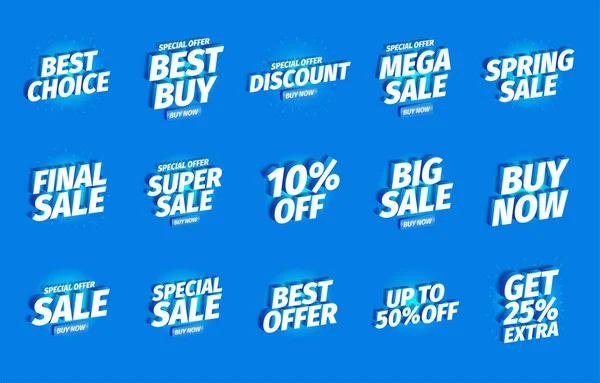 BEST
CHOICE
SPECIAL OFFER
BEST
BUY
BUY NOW
SPECIAL OFFER
DISCOUNT
BUY NOW
SPECIAL OFFER
MEGA
SALE
BUY NOW
SPRING
SALE
FINAL
SALE
SPECIAL OFFER
SUPER
SALE
BUY NOW
10%
OFF
BIG
SALE
BUY NOW
BUY
NOW
SPECIAL OFFER
SALE
BUY NOW
SPECIAL
SALE
BUY NOW
BEST
OFFER
UP TO
50% OFF
GET
25%
EXTRA